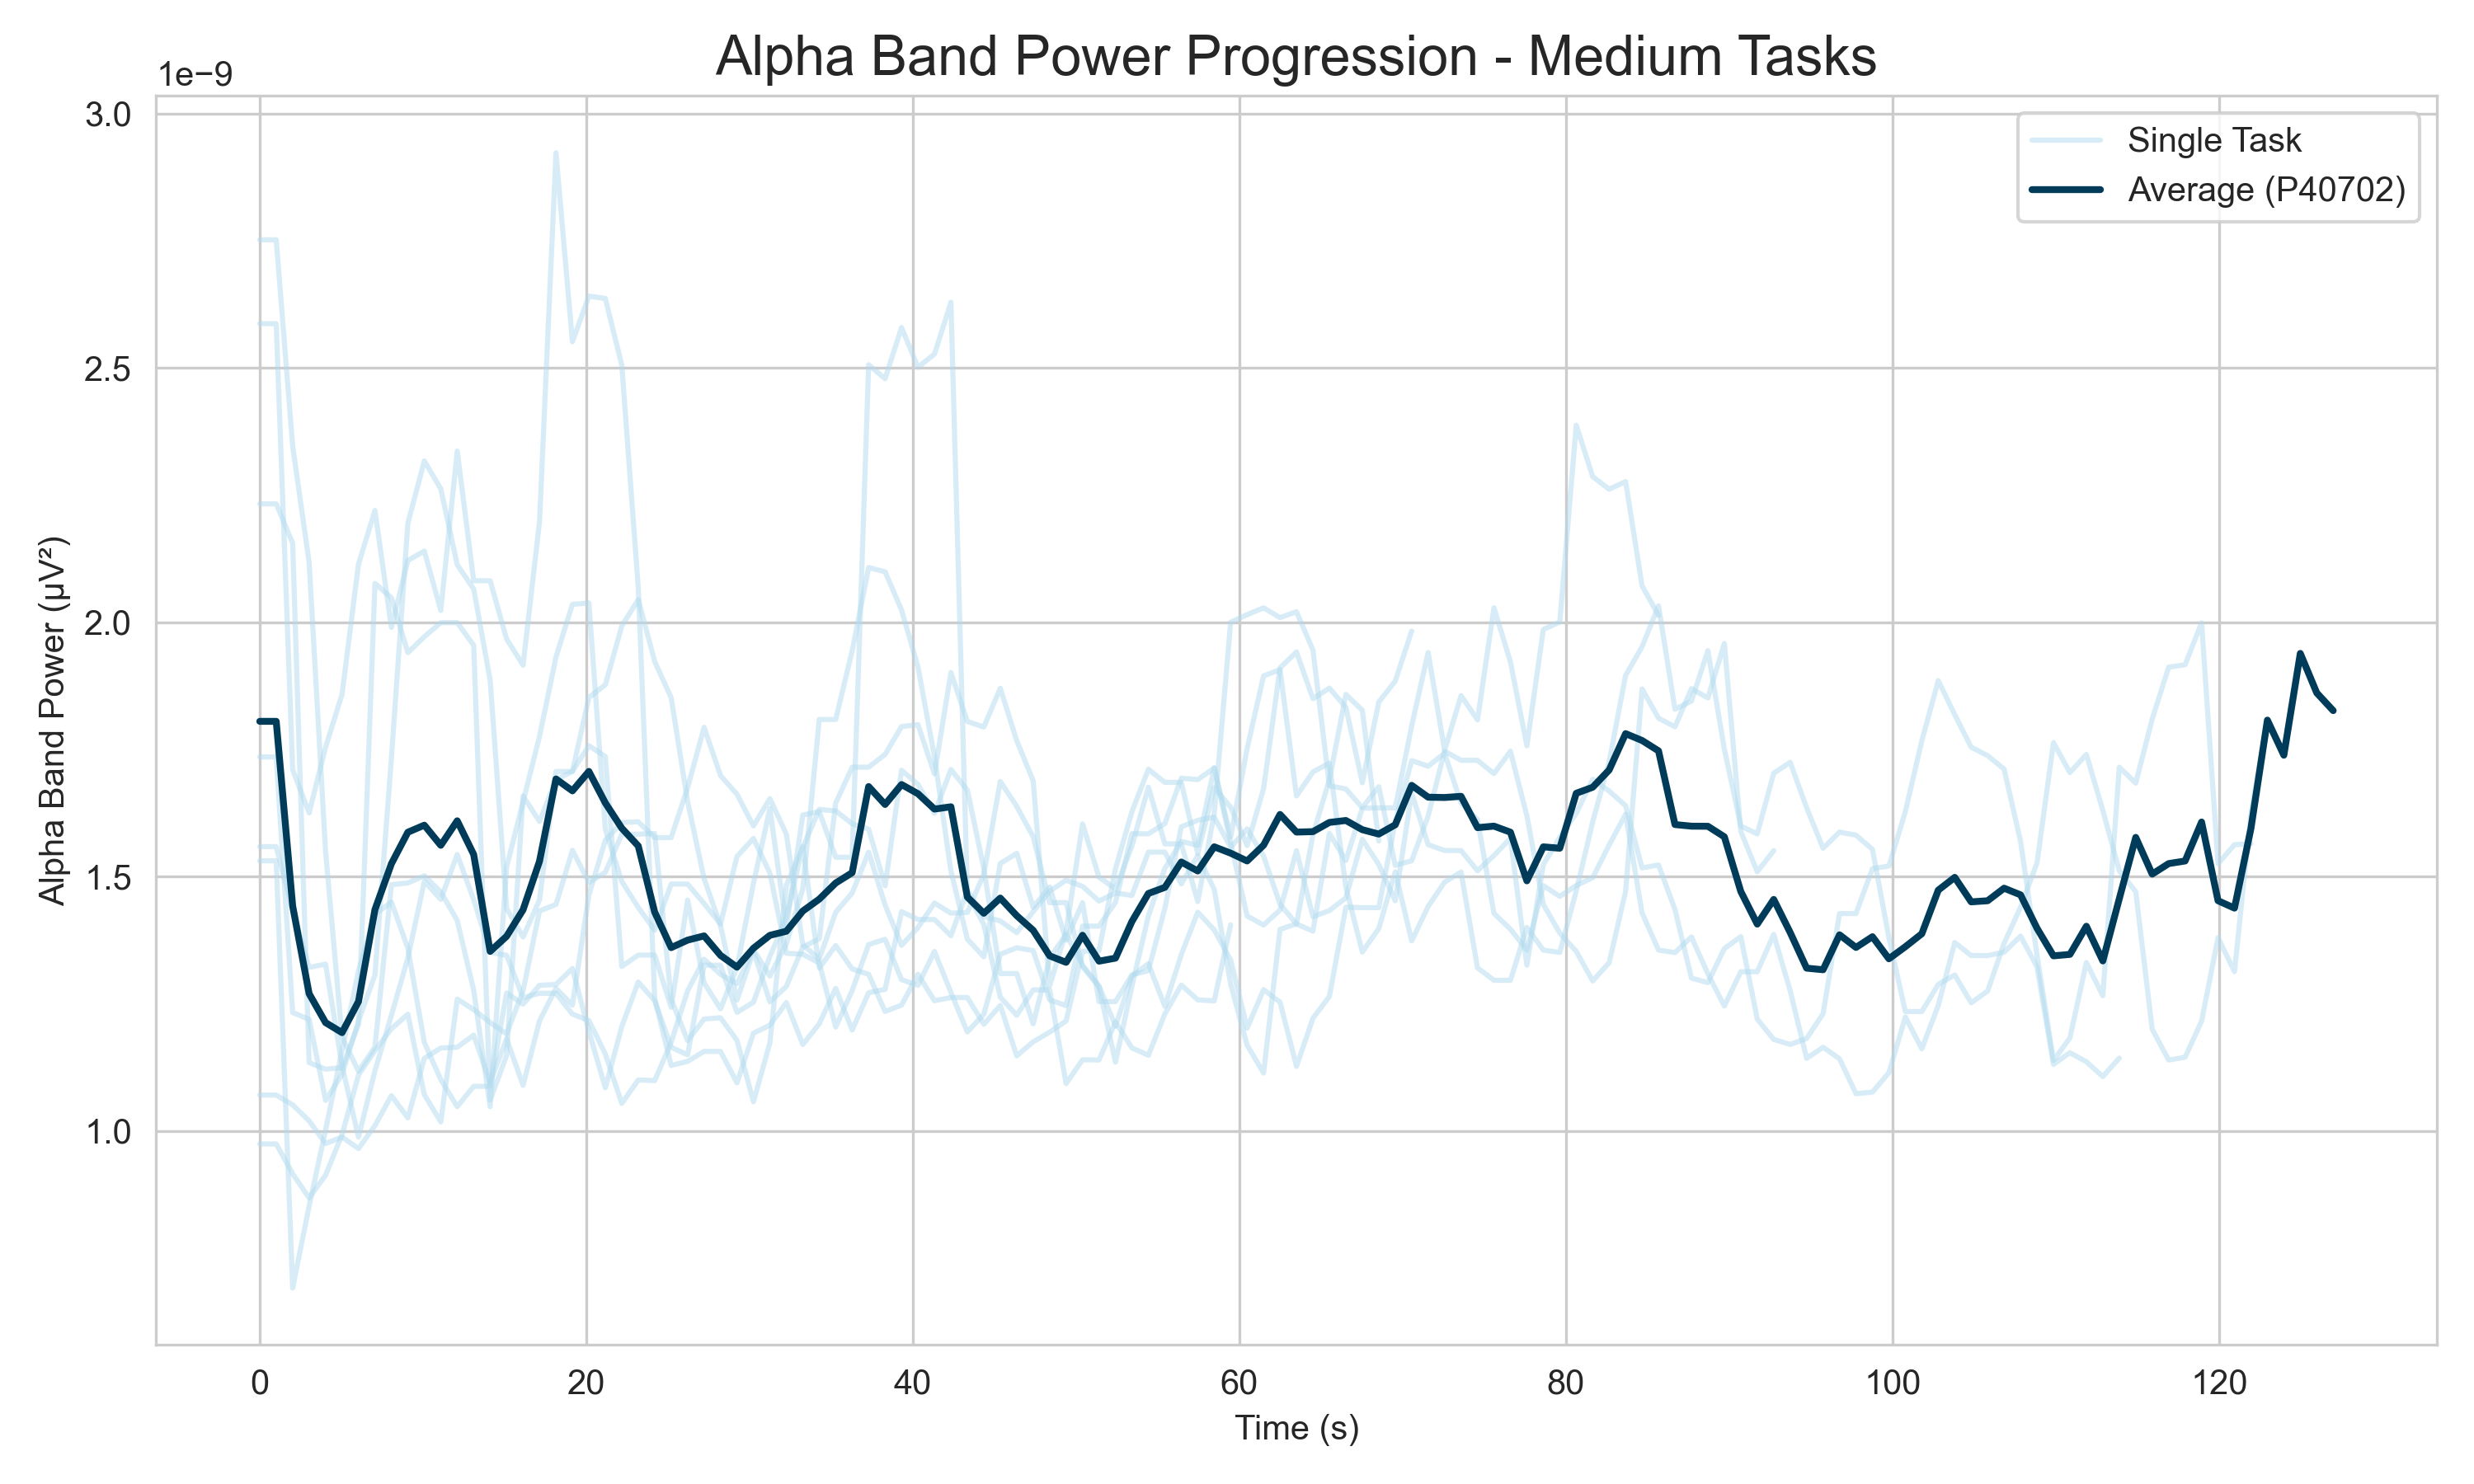 Alpha Band Power Progression - Medium Tasks
1e−9
Single Task
Average (P40702)
Alpha Band Power (µV²)
3.0
2.5
2.0
1.5
1.0
0 20 40 60 80 100 120
Time (s)